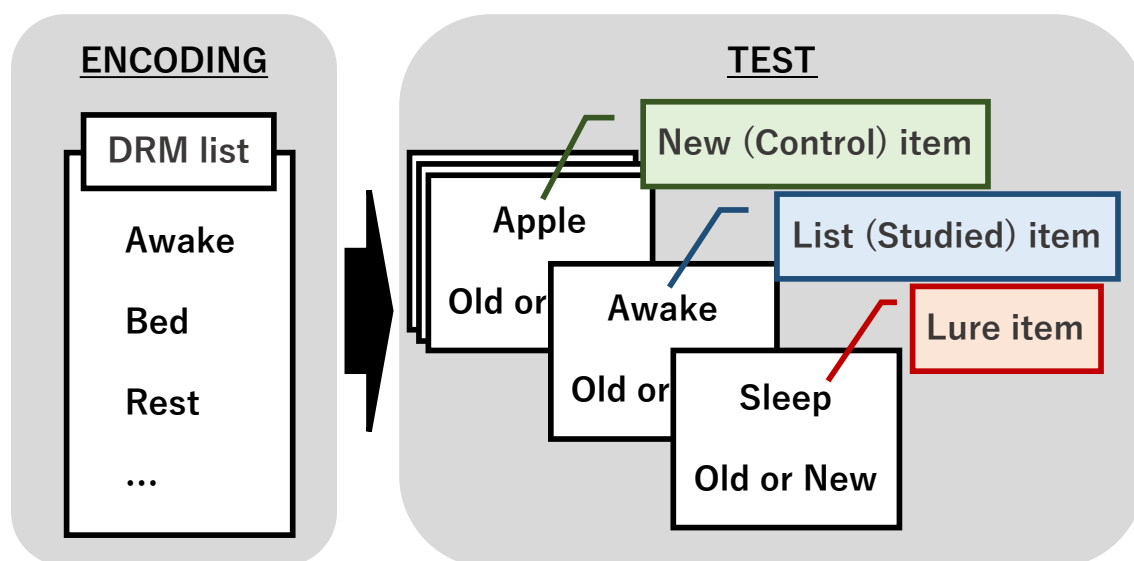 ENCODING
DRM list
Awake
Bed
Rest
...
TEST
New (Control) item
Apple
Old or
List (Studied) item
Awake
Old or
Lure item
Sleep
Old or New